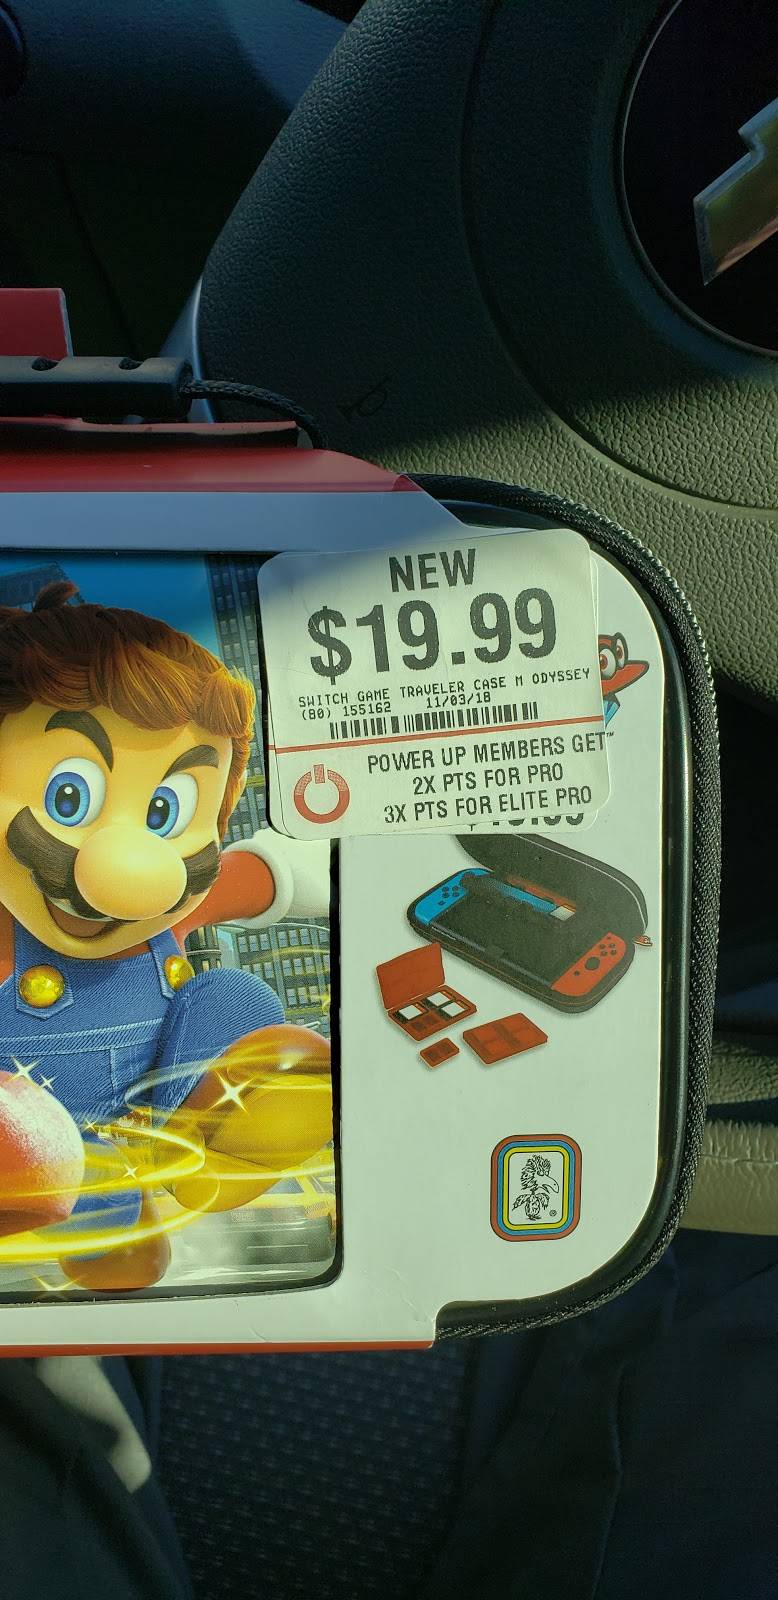 NEW
$19.99
SWITCH GAME TRAVELER CASE M ODYSSEY
(80) 155162 11/03/18
POWER UP MEMBERS GET™
2X PTS FOR PRO
3X PTS FOR ELITE PRO
®